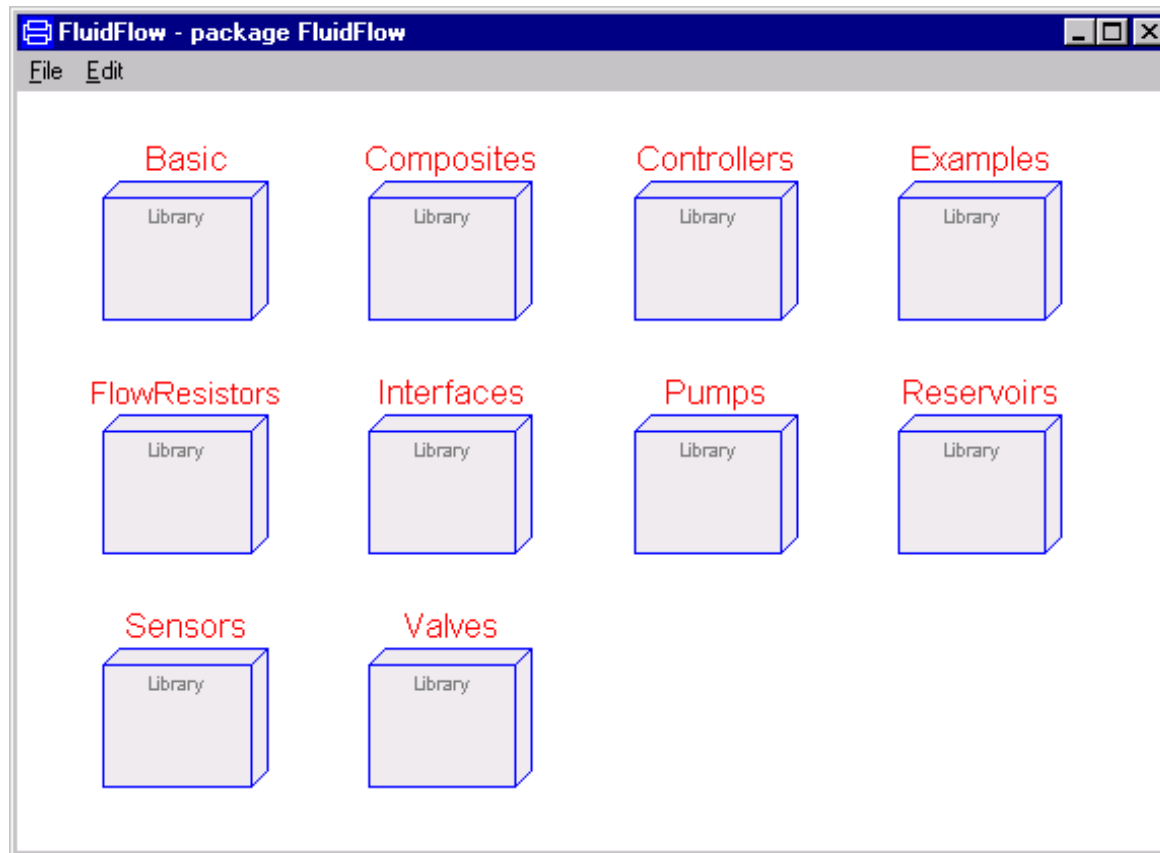 FluidFlow - package FluidFlow
File Edit
Basic Composites Controllers Examples
Library Library Library Library
FlowResistors Interfaces Pumps Reservoirs
Library Library Library Library
Sensors Valves
Library Library